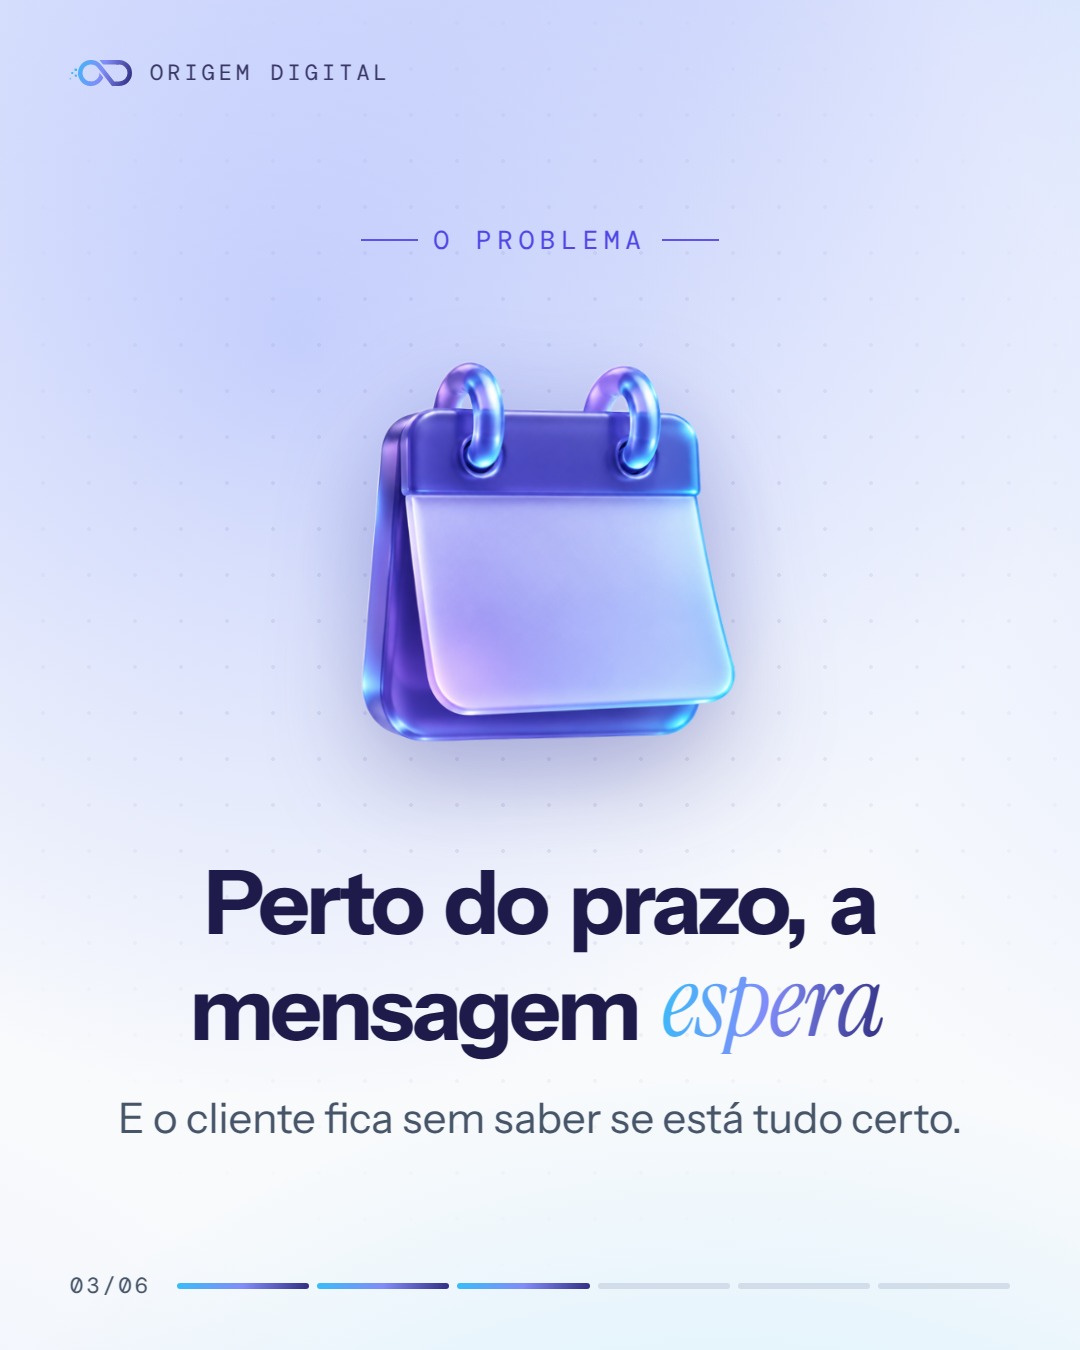 ORIGEM DIGITAL
O PROBLEMA
Perto do prazo, a
mensagem espera
E o cliente fica sem saber se está tudo certo.
03/06